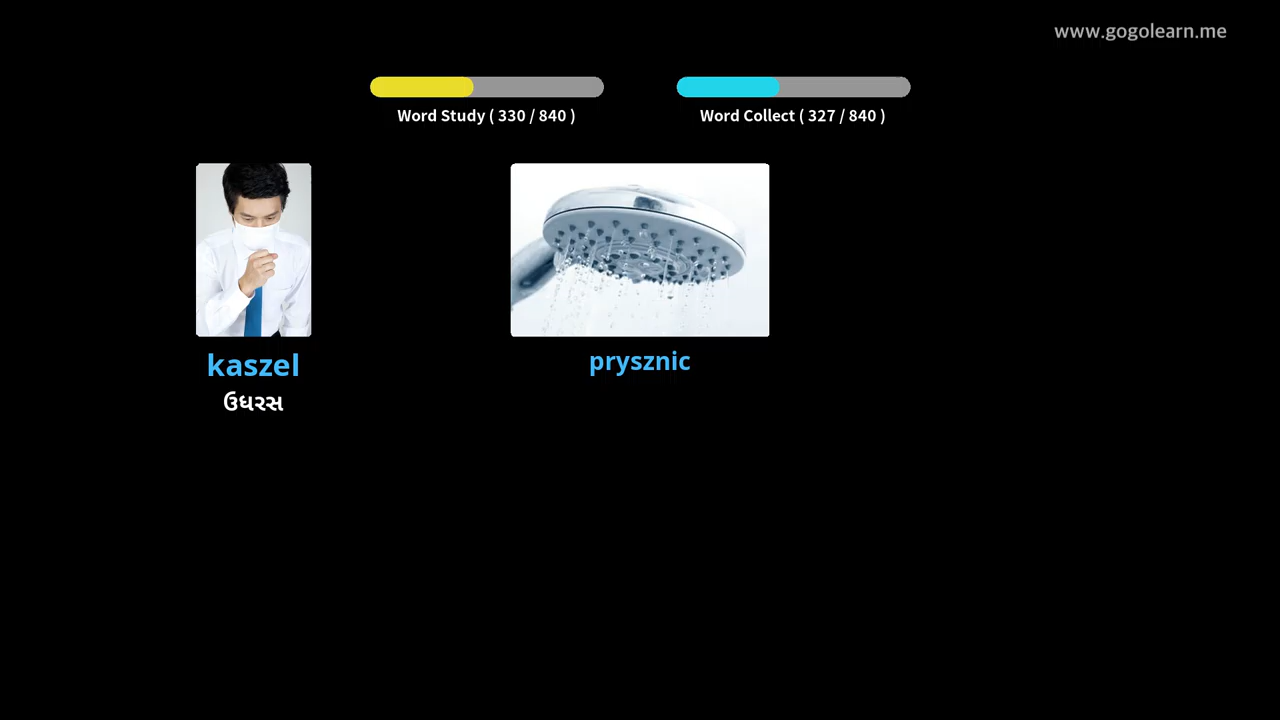 www.gogolearn.me
Word Study ( 330 / 840 )
Word Collect ( 327 / 840 )
kaszel
ઉધરસ
prysznic